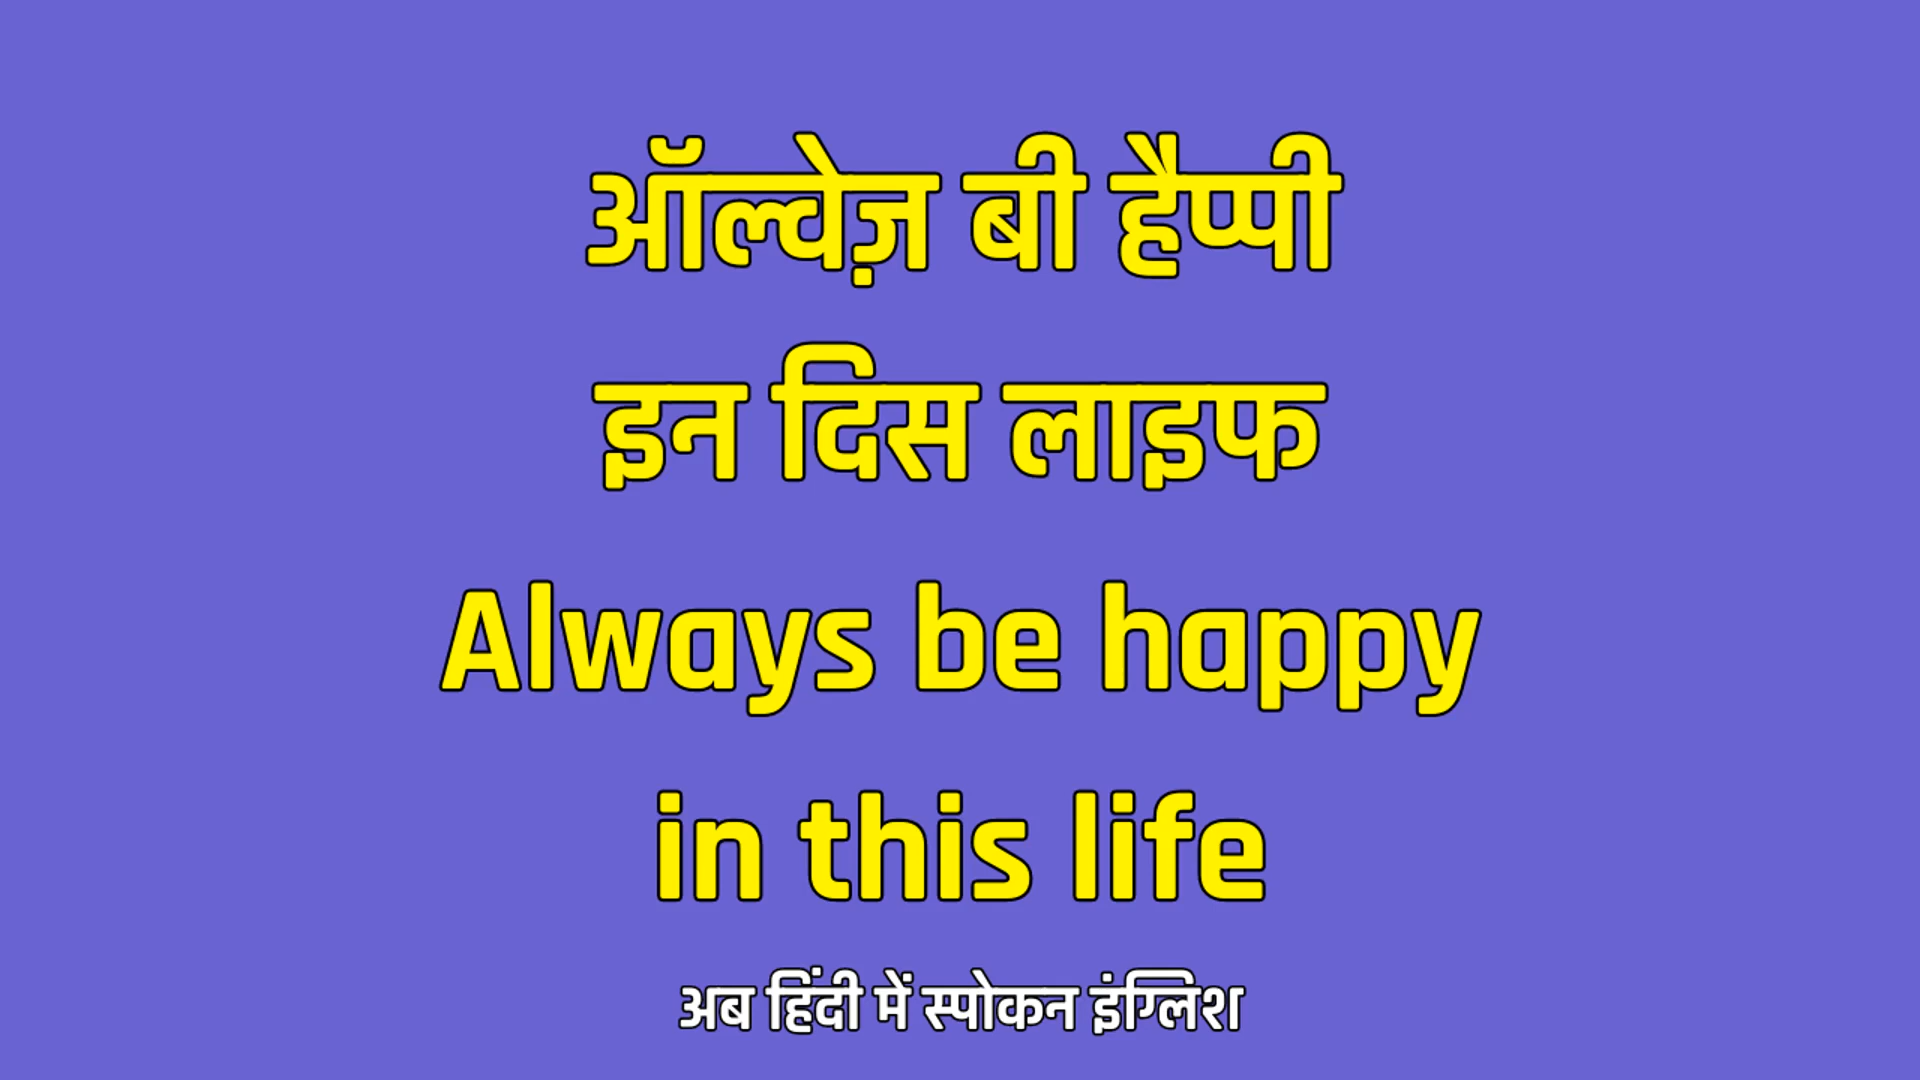 ऑल्वेज़ बी हैप्पी
इन दिस लाइफ
Always be happy
in this life
अब हिंदी में स्पोकन इंग्लिश